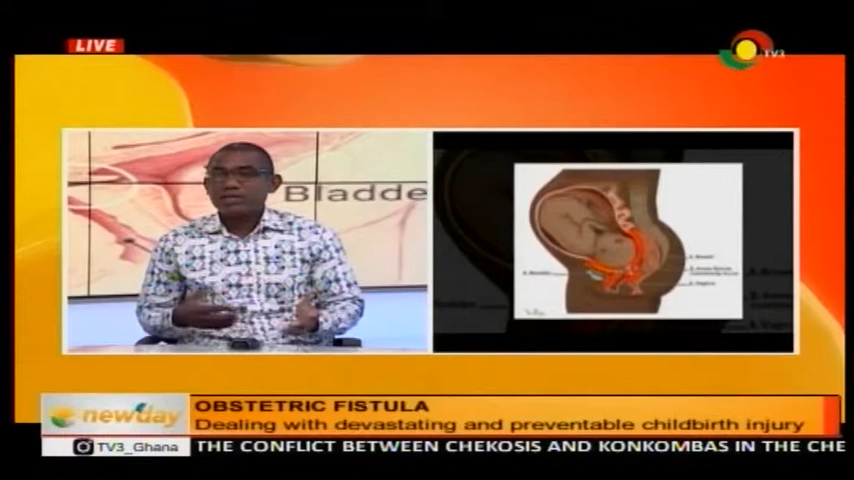 LIVE
TV3
Bladde
OBSTETRIC FISTULA
newday
Dealing with devastating and preventable childbirth injury
TV3_Ghana
THE CONFLICT BETWEEN CHEKOSIS AND KONKOMBAS IN THE CHE